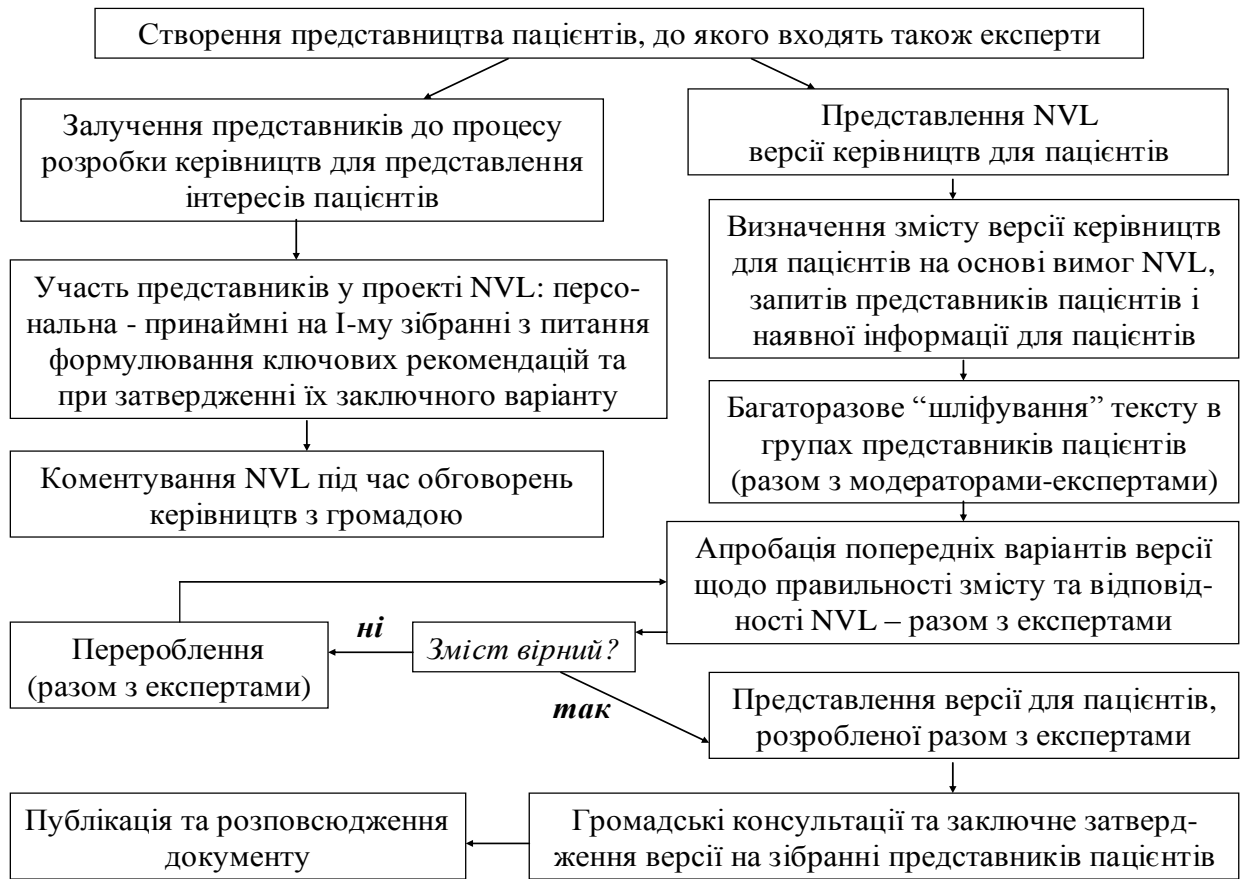 Створення представництва пацієнтів, до якого входять також експерти
Залучення представників до процесу
розробки керівництв для представлення
інтересів пацієнтів
Участь представників у проекті NVL: персо-
нальна - принаймні на І-му зібранні з питання
формулювання ключових рекомендацій та
при затвердженні їх заключного варіанту
Коментування NVL під час обговорень
керівництв з громадою
Представлення NVL
версії керівництв для пацієнтів
Визначення змісту версії керівництв
для пацієнтів на основі вимог NVL,
запитів представників пацієнтів і
наявної інформації для пацієнтів
Багаторазове “шліфування” тексту в
групах представників пацієнтів
(разом з модераторами-експертами)
Апробація попередніх варіантів версії
щодо правильності змісту та відповід-
ності NVL – разом з експертами
Зміст вірний?
ні
Перероблення
(разом з експертами)
так
Представлення версії для пацієнтів,
розробленої разом з експертами
Громадські консультації та заключне затверд-
ження версії на зібранні представників пацієнтів
Публікація та розповсюдження
документу